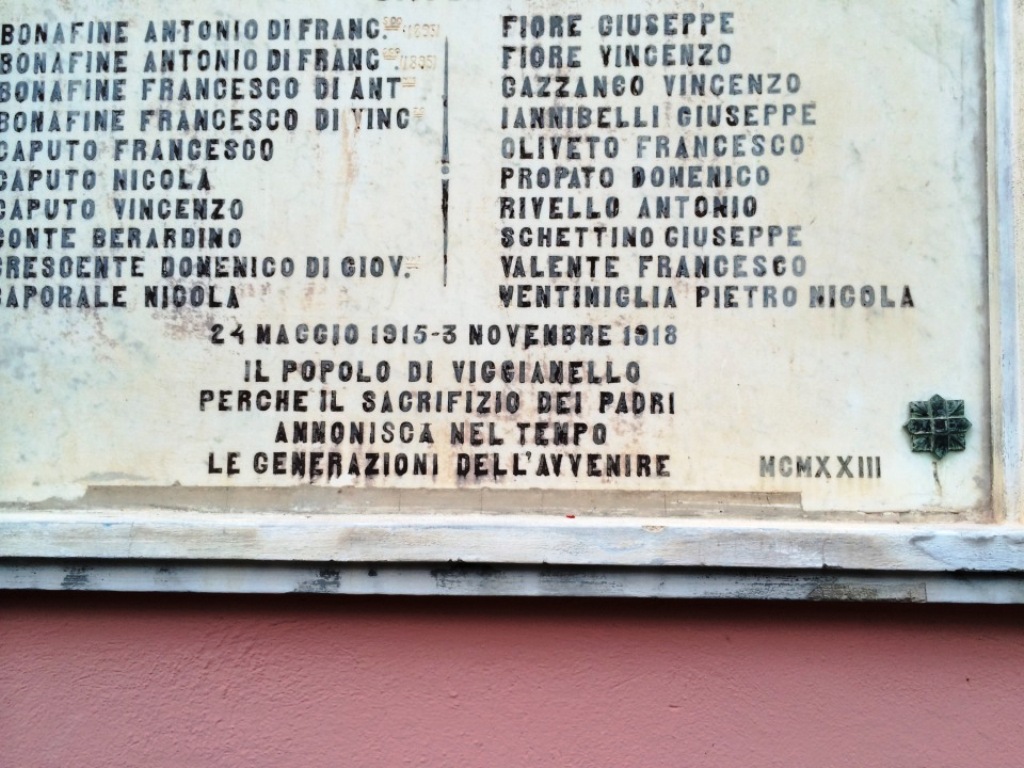 BONAFINE ANTONIO DI FRANC. (1893)
BONAFINE ANTONIO DI FRANC (1895)
BONAFINE FRANCESCO DI ANT
BONAFINE FRANCESCO DI VINC
CAPUTO FRANCESCO
CAPUTO NICOLA
CAPUTO VINCENZO
CONTE BERARDINO
CRESCENTE DOMENICO DI GIOV.
CAPORALE NICOLA
FIORE GIUSEPPE
FIORE VINCENZO
GAZZANEO VINCENZO
IANNIBELLI GIUSEPPE
OLIVETO FRANCESCO
PROPATO DOMENICO
RIVELLO ANTONIO
SCHETTINO GIUSEPPE
VALENTE FRANCESCO
VENTIMIGLIA PIETRO NICOLA
24 MAGGIO 1915-3 NOVEMBRE 1918
IL POPOLO DI VIGGIANELLO
PERCHE IL SACRIFIZIO DEI PADRI
AMMONISCA NEL TEMPO
LE GENERAZIONI DELL'AVVENIRE
MCMXXIII